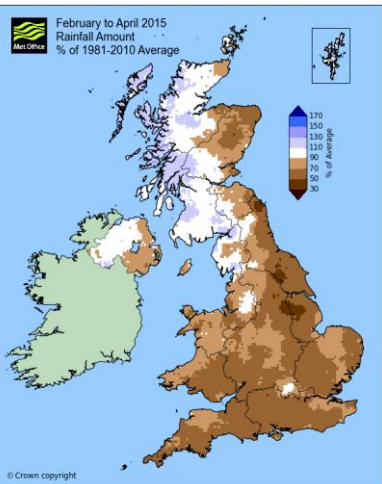 Met Office
February to April 2015
Rainfall Amount
% of 1981-2010 Average
170
150
130
110
90
70
50
30
% of Average
© Crown copyright